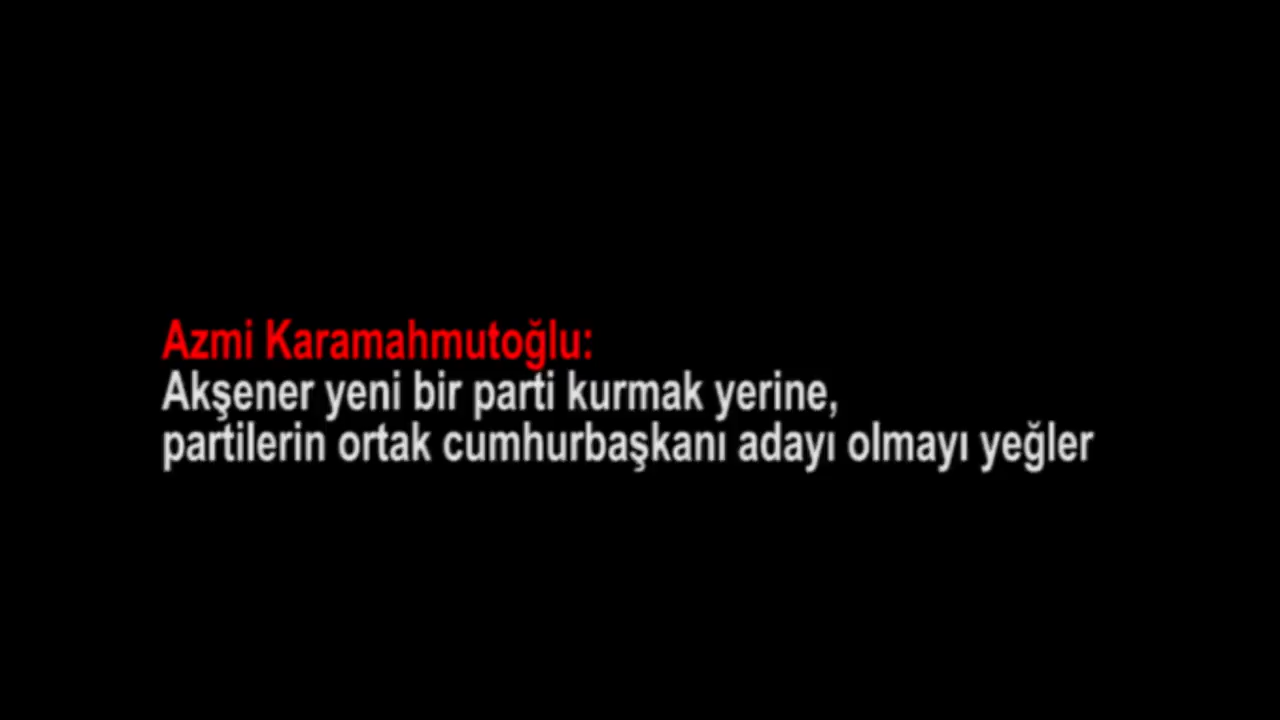 Azmi Karamahmutoğlu:
Akşener yeni bir parti kurmak yerine,
partilerin ortak cumhurbaşkanı adayı olmayı yeğler